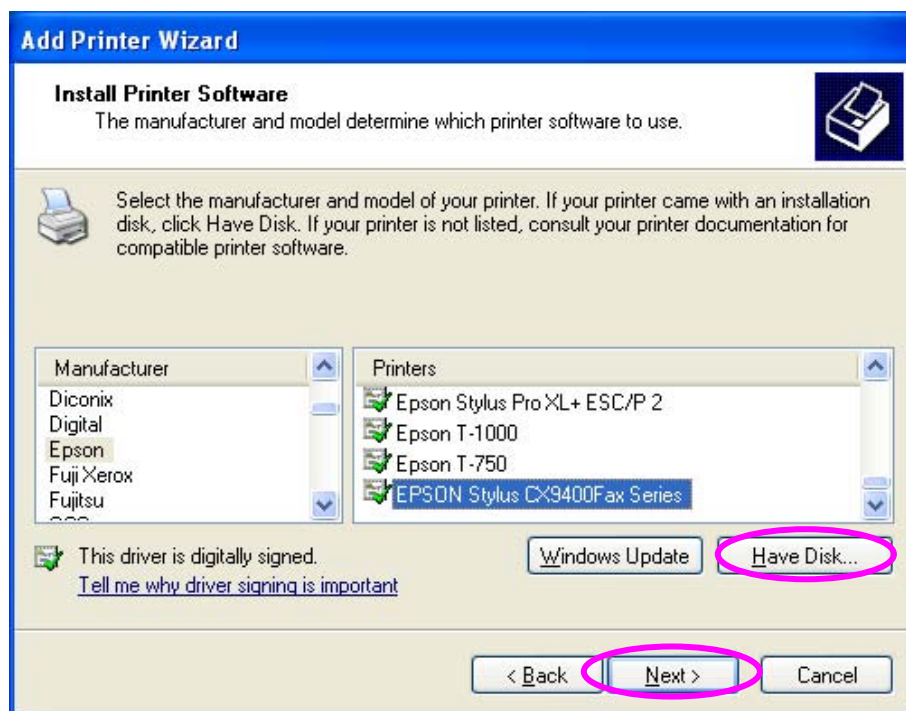 Add Printer Wizard
Install Printer Software
The manufacturer and model determine which printer software to use.
Select the manufacturer and model of your printer. If your printer came with an installation
disk, click Have Disk. If your printer is not listed, consult your printer documentation for
compatible printer software.
Manufacturer
Diconix
Digital
Epson
Fuji Xerox
Fujitsu
Printers
Epson Stylus Pro XL+ ESC/P 2
Epson T-1000
Epson T-750
EPSON Stylus CX9400Fax Series
This driver is digitally signed.
Tell me why driver signing is important
Windows Update
Have Disk...
< Back
Next >
Cancel